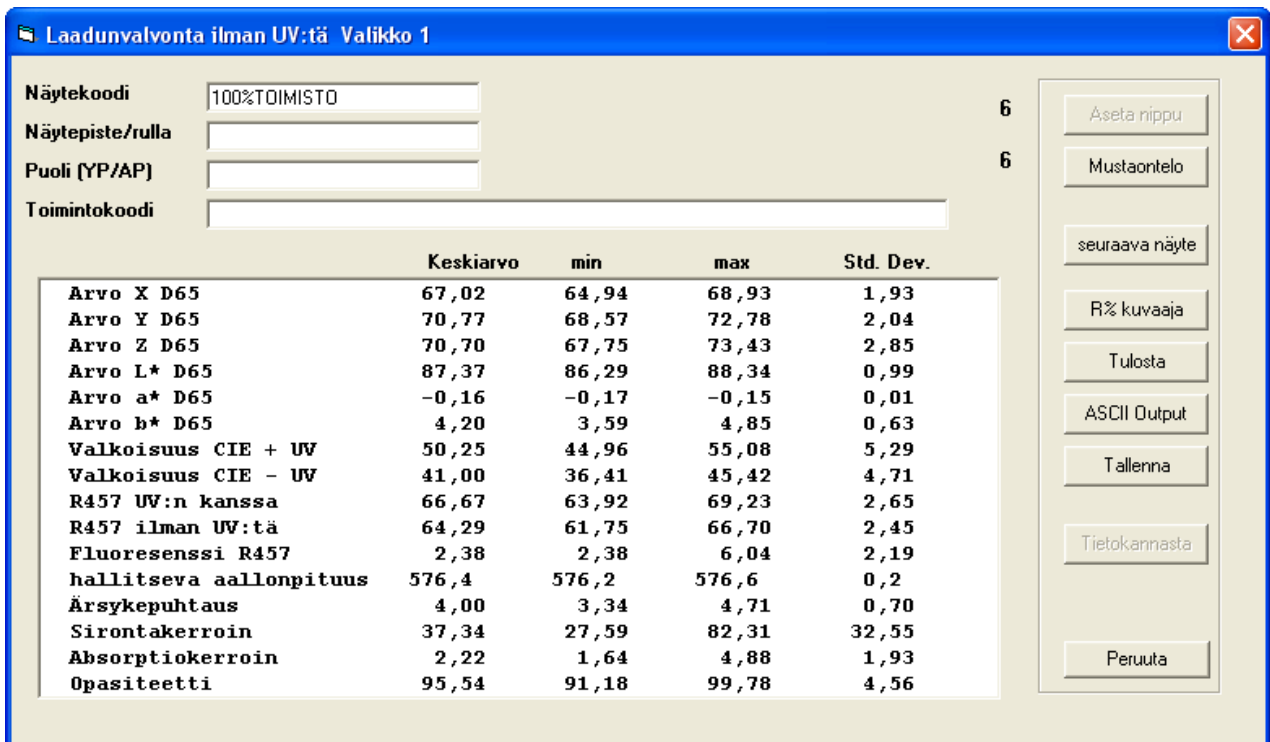 Laadunvalvonta ilman UV:tä Valikko 1
Näytekoodi 100%TOIMISTO
Näytepiste/rulla
Puoli (YP/AP)
Toimintokoodi
6
6
Keskiarvo min max Std. Dev.
Arvo X D65 67,02 64,94 68,93 1,93
Arvo Y D65 70,77 68,57 72,78 2,04
Arvo Z D65 70,70 67,75 73,43 2,85
Arvo L* D65 87,37 86,29 88,34 0,99
Arvo a* D65 -0,16 -0,17 -0,15 0,01
Arvo b* D65 4,20 3,59 4,85 0,63
Valkoisuus CIE + UV 50,25 44,96 55,08 5,29
Valkoisuus CIE - UV 41,00 36,41 45,42 4,71
R457 UV:n kanssa 66,67 63,92 69,23 2,65
R457 ilman UV:tä 64,29 61,75 66,70 2,45
Fluoresenssi R457 2,38 2,38 6,04 2,19
hallitseva aallonpituus 576,4 576,2 576,6 0,2
Ärsykepuhtaus 4,00 3,34 4,71 0,70
Sirontakerroin 37,34 27,59 82,31 32,55
Absorptiokerroin 2,22 1,64 4,88 1,93
Opasiteetti 95,54 91,18 99,78 4,56
Aseta nippu
Mustaontelo
seuraava näyte
R% kuvaaja
Tulosta
ASCII Output
Tallenna
Tietokannasta
Peruuta